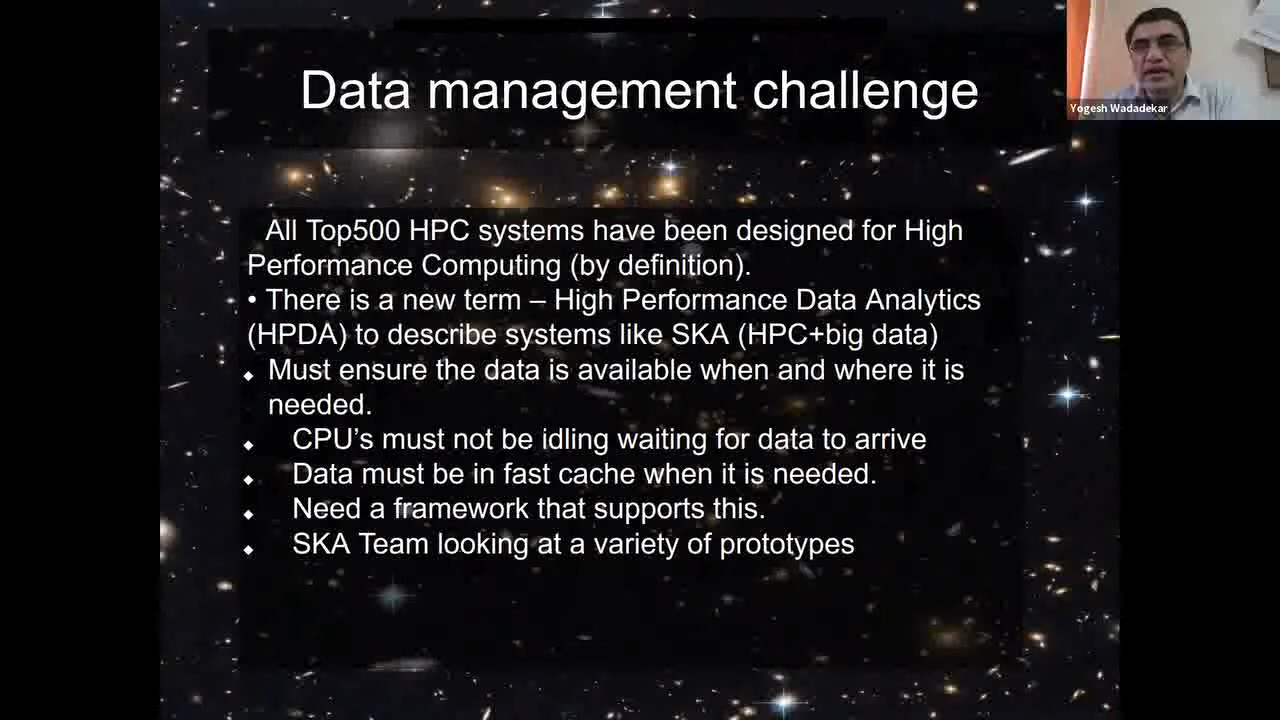 Data management challenge
Yogesh Wadadekar
All Top500 HPC systems have been designed for High
Performance Computing (by definition).
• There is a new term – High Performance Data Analytics
(HPDA) to describe systems like SKA (HPC+big data)
⬥ Must ensure the data is available when and where it is
needed.
⬥ CPU’s must not be idling waiting for data to arrive
⬥ Data must be in fast cache when it is needed.
⬥ Need a framework that supports this.
⬥ SKA Team looking at a variety of prototypes